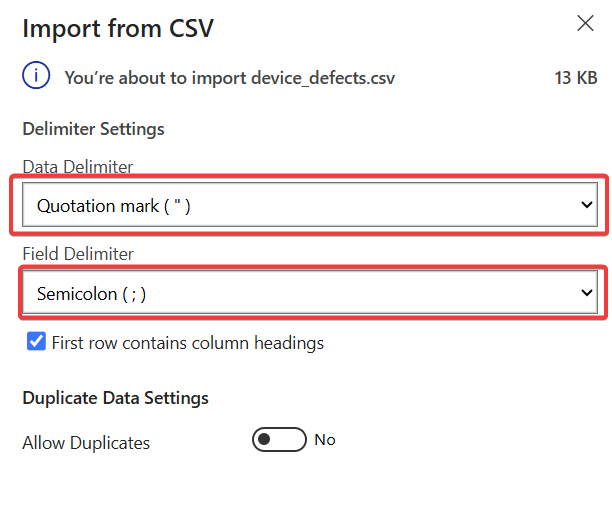 Import from CSV
You’re about to import device_defects.csv 13 KB
Delimiter Settings
Data Delimiter
Quotation mark ( " )
Field Delimiter
Semicolon ( ; )
First row contains column headings
Duplicate Data Settings
Allow Duplicates No